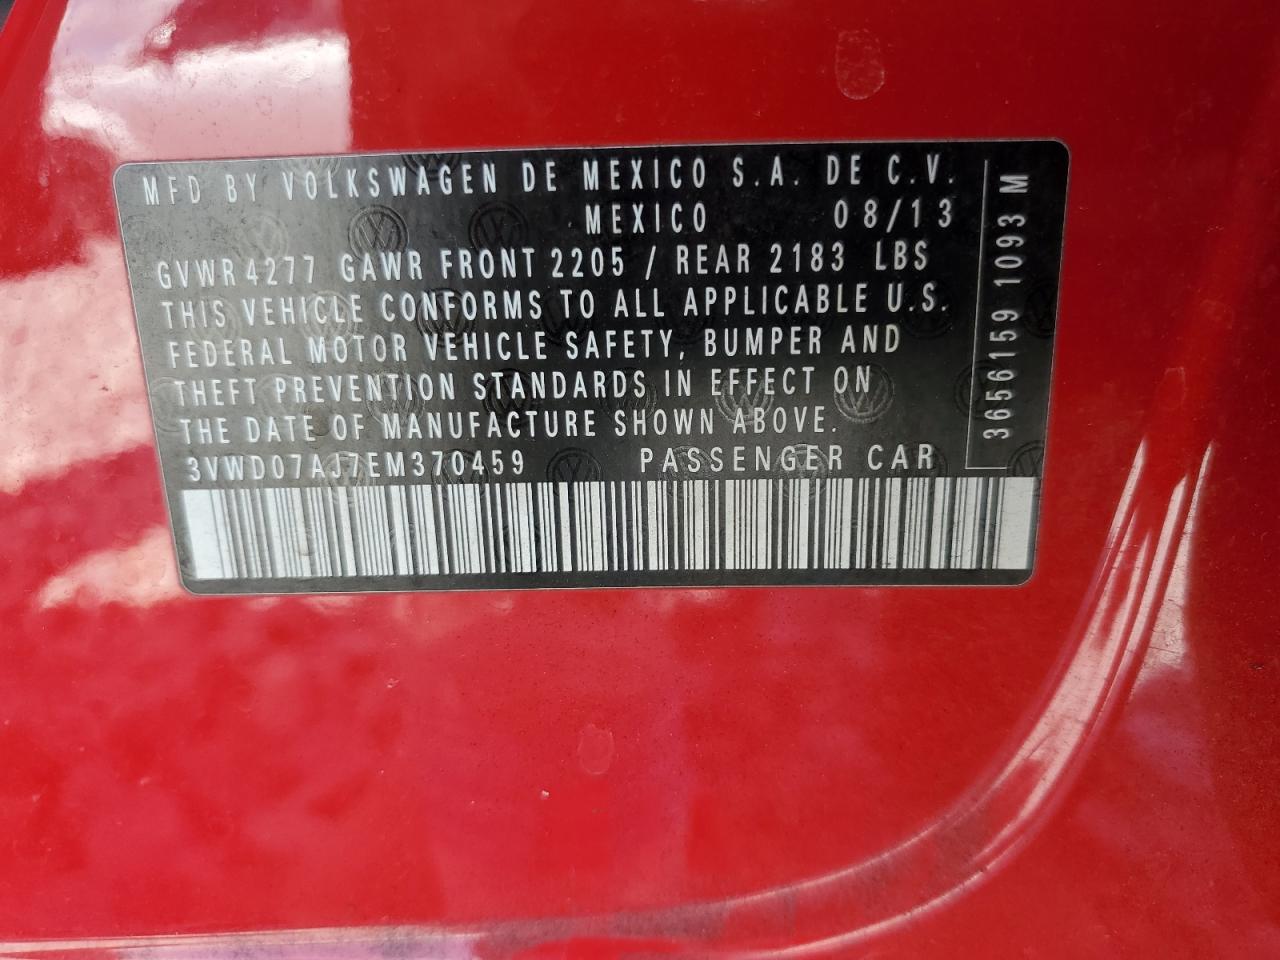 MFD BY VOLKSWAGEN DE MEXICO S.A. DE C.V.
MEXICO 08/13
GVWR 4277 GAWR FRONT 2205 / REAR 2183 LBS
THIS VEHICLE CONFORMS TO ALL APPLICABLE U.S.
FEDERAL MOTOR VEHICLE SAFETY, BUMPER AND
THEFT PREVENTION STANDARDS IN EFFECT ON
THE DATE OF MANUFACTURE SHOWN ABOVE.
3VWD07AJ7EM370459 PASSENGER CAR
3656159 1093 M